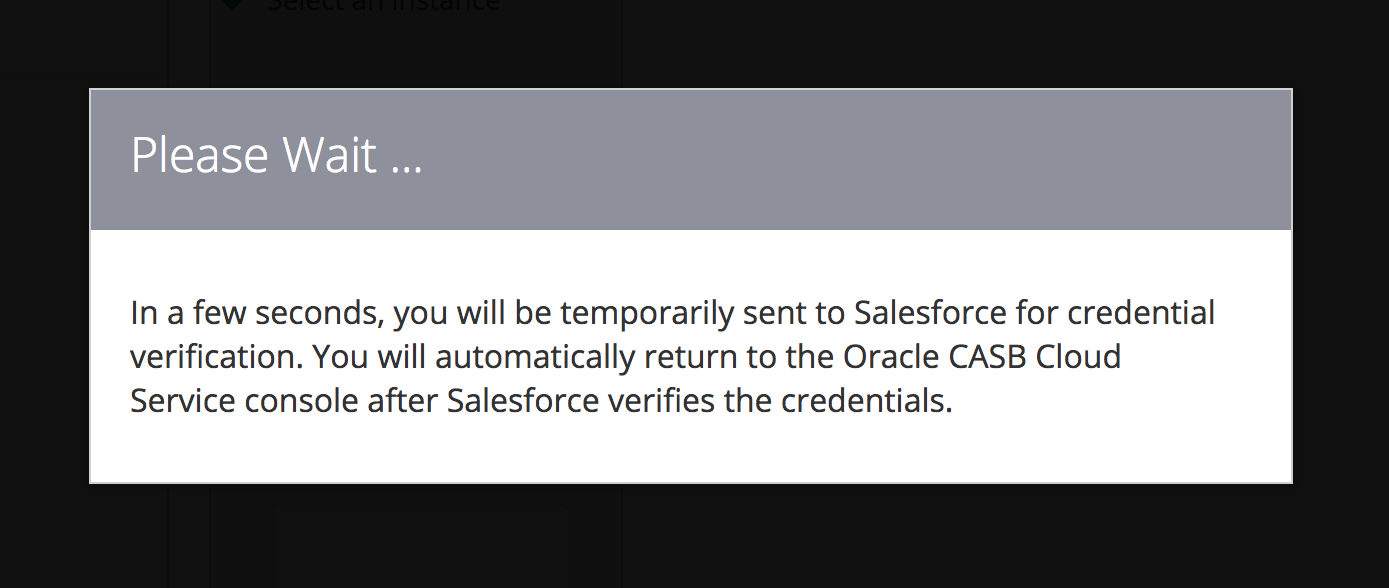 Select an instance
Please Wait ...
In a few seconds, you will be temporarily sent to Salesforce for credential
verification. You will automatically return to the Oracle CASB Cloud
Service console after Salesforce verifies the credentials.